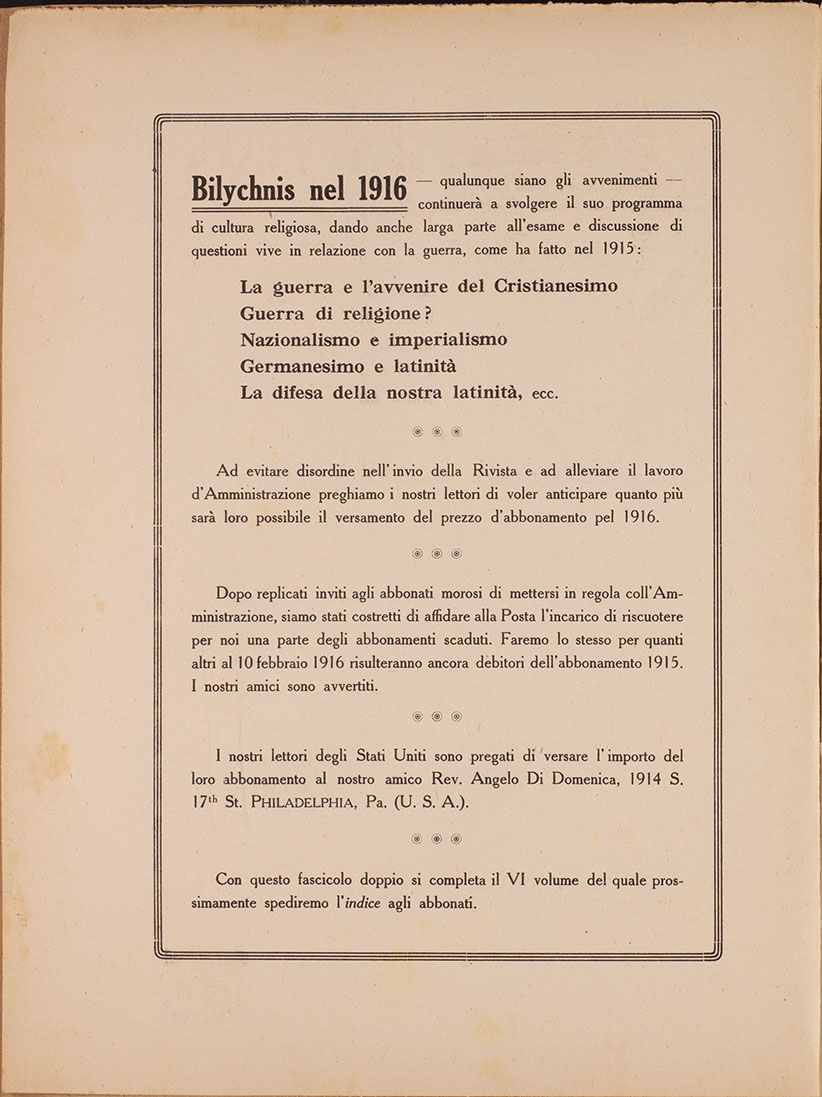 Bilychnis nel 1916 — qualunque siano gli avvenimenti —
continuerà a svolgere il suo programma
di cultura religiosa, dando anche larga parte all'esame e discussione di
questioni vive in relazione con la guerra, come ha fatto nel 1915:
La guerra e l'avvenire del Cristianesimo
Guerra di religione?
Nazionalismo e imperialismo
Germanesimo e latinità
La difesa della nostra latinità, ecc.
Ad evitare disordine nell'invio della Rivista e ad alleviare il lavoro
d'Amministrazione preghiamo i nostri lettori di voler anticipare quanto più
sarà loro possibile il versamento del prezzo d'abbonamento pel 1916.
Dopo replicati inviti agli abbonati morosi di mettersi in regola coll'Am-
ministrazione, siamo stati costretti di affidare alla Posta l'incarico di riscuotere
per noi una parte degli abbonamenti scaduti. Faremo lo stesso per quanti
altri al 10 febbraio 1916 risulteranno ancora debitori dell'abbonamento 1915.
I nostri amici sono avvertiti.
I nostri lettori degli Stati Uniti sono pregati di versare l'importo del
loro abbonamento al nostro amico Rev. Angelo Di Domenica, 1914 S.
17th St. PHILADELPHIA, Pa. (U. S. A.).
Con questo fascicolo doppio si completa il VI volume del quale pros-
simamente spediremo l'indice agli abbonati.